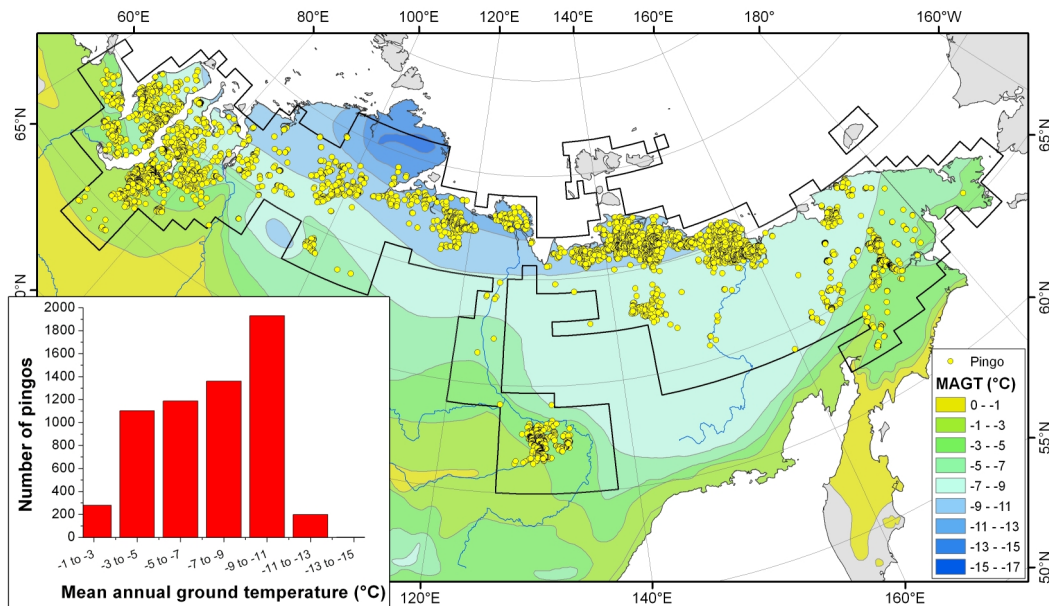 60°E
80°E
100°E
120°E
140°E
160°E
180°
160°W
65°N
65°N
60°N
55°N
50°N
120°E
140°E
160°E
Number of pingos
2000
1800
1600
1400
1200
1000
800
600
400
200
0
-1 to -3
-3 to -5
-5 to -7
-7 to -9
-9 to -11
-11 to -13
-13 to -15
Mean annual ground temperature (°C)
Pingo
MAGT (°C)
0 - -1
-1 - -3
-3 - -5
-5 - -7
-7 - -9
-9 - -11
-11 - -13
-13 - -15
-15 - -17